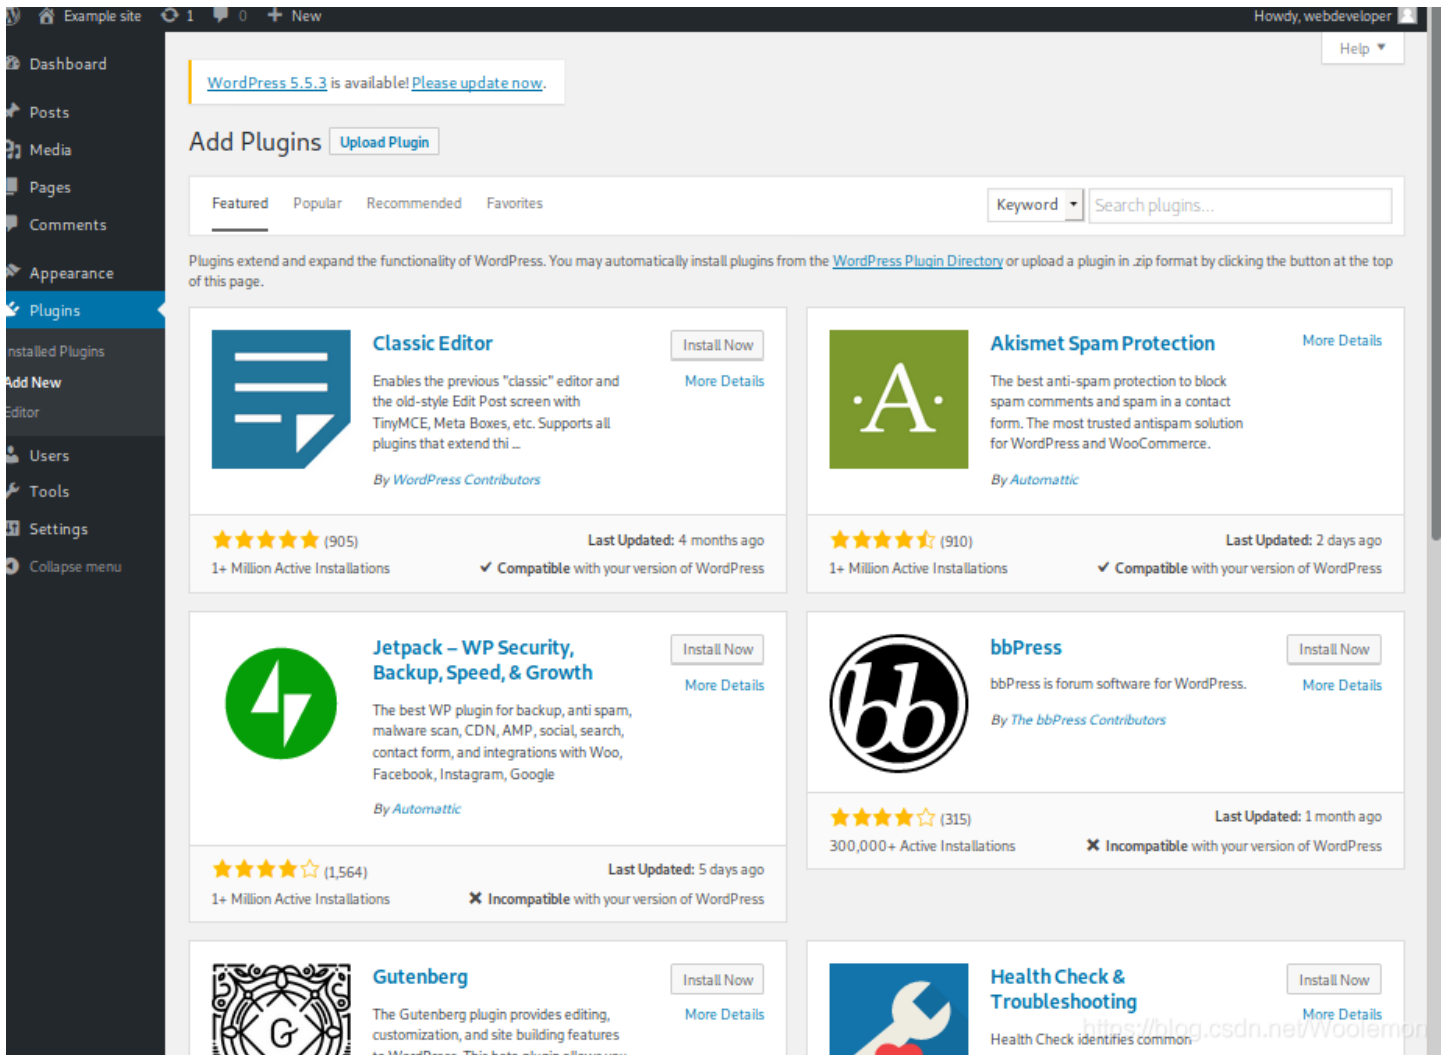 Example site 1 0 New Howdy, webdeveloper
Help
Dashboard
Posts
Media
Pages
Comments
Appearance
Plugins
nstalled Plugins
Add New
Editor
Users
Tools
Settings
Collapse menu
WordPress 5.5.3 is available! Please update now.
Add Plugins Upload Plugin
Featured Popular Recommended Favorites Keyword Search plugins...
Plugins extend and expand the functionality of WordPress. You may automatically install plugins from the WordPress Plugin Directory or upload a plugin in .zip format by clicking the button at the top
of this page.
Classic Editor
Install Now
More Details
Enables the previous "classic" editor and
the old-style Edit Post screen with
TinyMCE, Meta Boxes, etc. Supports all
plugins that extend thi ...
By WordPress Contributors
(905)
Last Updated: 4 months ago
1+ Million Active Installations
Compatible with your version of WordPress
·A·
Akismet Spam Protection
More Details
The best anti-spam protection to block
spam comments and spam in a contact
form. The most trusted antispam solution
for WordPress and WooCommerce.
By Automattic
(910)
Last Updated: 2 days ago
1+ Million Active Installations
Compatible with your version of WordPress
Jetpack – WP Security,
Backup, Speed, & Growth
Install Now
More Details
The best WP plugin for backup, anti spam,
malware scan, CDN, AMP, social, search,
contact form, and integrations with Woo,
Facebook, Instagram, Google
By Automattic
(1,564)
Last Updated: 5 days ago
1+ Million Active Installations
Incompatible with your version of WordPress
bb
bbPress
Install Now
More Details
bbPress is forum software for WordPress.
By The bbPress Contributors
(315)
Last Updated: 1 month ago
300,000+ Active Installations
Incompatible with your version of WordPress
G
Gutenberg
Install Now
More Details
The Gutenberg plugin provides editing,
customization, and site building features
to WordPress. This beta plugin allows you
Health Check &
Troubleshooting
Install Now
More Details
Health Check identifies common
https://blog.csdn.net/Woolemon